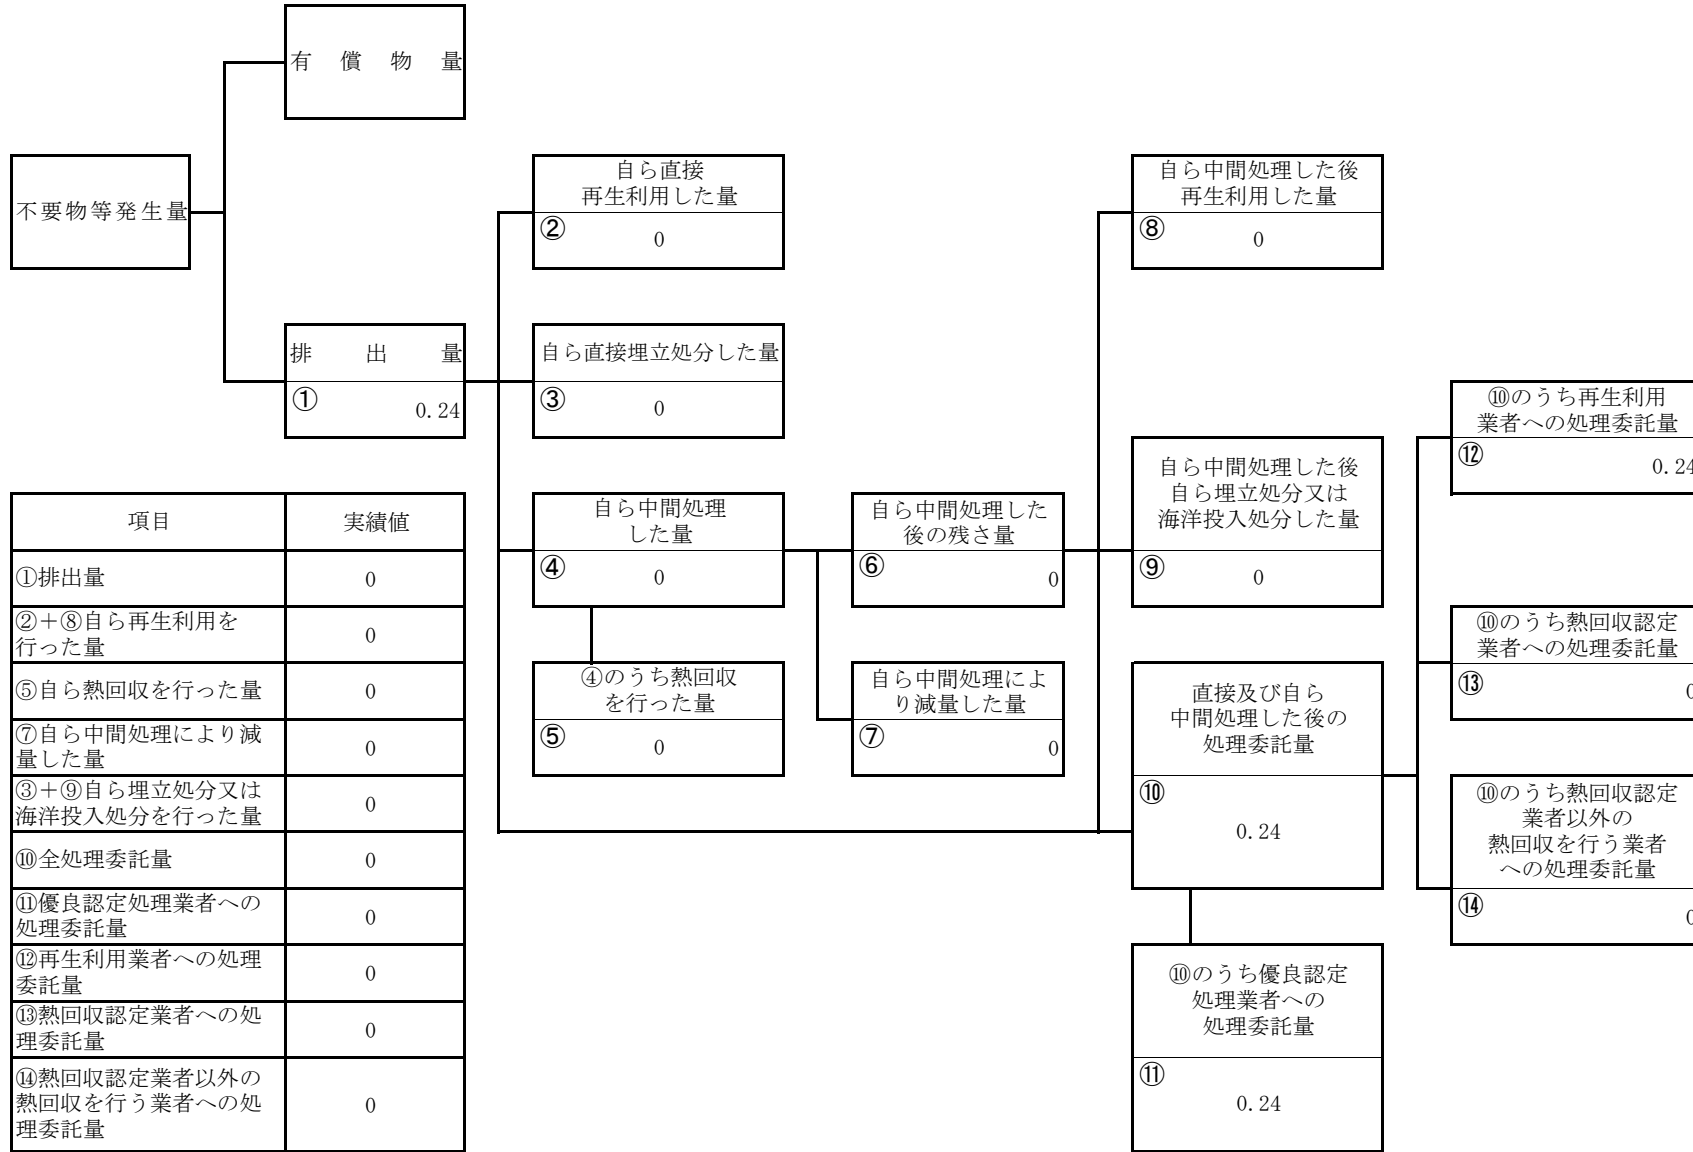 有償物量
不要物等発生量
排出量
①
0.24
自ら直接
再生利用した量
②
0
自ら直接埋立処分した量
③
0
自ら中間処理
した量
④
0
④のうち熱回収
を行った量
⑤
0
自ら中間処理した
後の残さ量
⑥
0
自ら中間処理によ
り減量した量
⑦
0
自ら中間処理した後
再生利用した量
⑧
0
自ら中間処理した後
自ら埋立処分又は
海洋投入処分した量
⑨
0
直接及び自ら
中間処理した後の
処理委託量
⑩
0.24
⑩のうち優良認定
処理業者への
処理委託量
⑪
0.24
⑩のうち再生利用
業者への処理委託量
⑫
0.24
⑩のうち熱回収認定
業者への処理委託量
⑬
0
⑩のうち熱回収認定
業者以外の
熱回収を行う業者
への処理委託量
⑭
0
項目 実績値
①排出量 0
②＋⑧自ら再生利用を
行った量 0
⑤自ら熱回収を行った量 0
⑦自ら中間処理により減
量した量 0
③＋⑨自ら埋立処分又は
海洋投入処分を行った量 0
⑩全処理委託量 0
⑪優良認定処理業者への
処理委託量 0
⑫再生利用業者への処理
委託量 0
⑬熱回収認定業者への処
理委託量 0
⑭熱回収認定業者以外の
熱回収を行う業者への処 0
理委託量